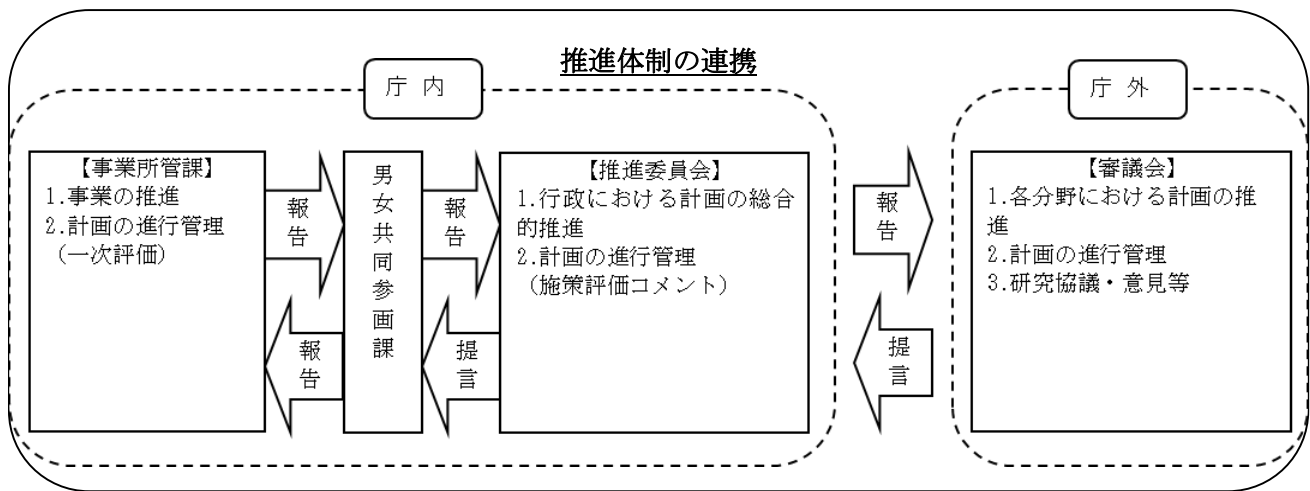 推進体制の連携
庁 内
庁 外
【事業所管課】
1.事業の推進
2.計画の進行管理
（一次評価）
報告
報告
男女共同参画課
報告
提言
【推進委員会】
1.行政における計画の総合
的推進
2.計画の進行管理
（施策評価コメント）
報告
提言
【審議会】
1.各分野における計画の推
進
2.計画の進行管理
3.研究協議・意見等